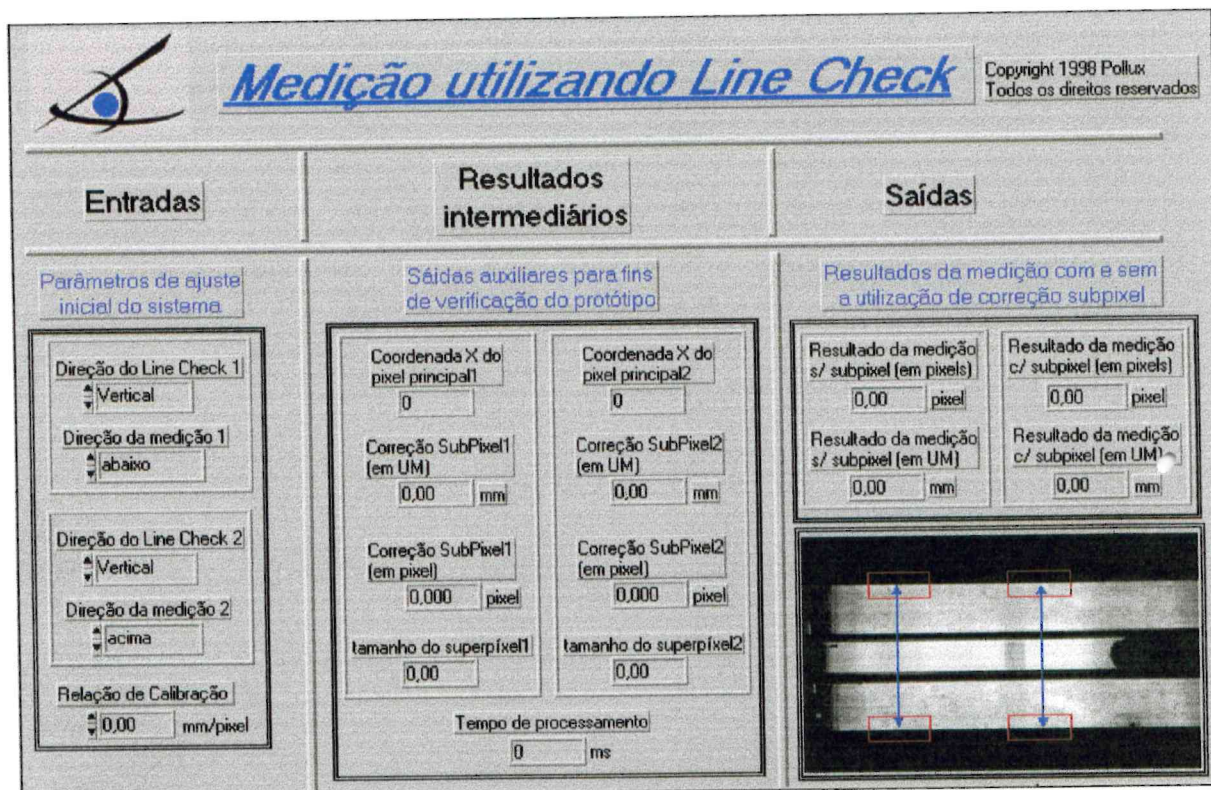 Medição utilizando Line Check
Copyright 1998 Pollux
Todos os direitos reservados
Entradas
Resultados
intermediários
Saídas
Parâmetros de ajuste
inicial do sistema
Direção do Line Check 1
Vertical
Direção da medição 1
abaixo
Direção do Line Check 2
Vertical
Direção da medição 2
acima
Relação de Calibração
0,00 mm/pixel
Sáidas auxiliares para fins
de verificação do protótipo
Coordenada X do
pixel principal1
0
Correção SubPixel1
(em UM)
0,00 mm
Correção SubPixel1
(em pixel)
0,000 pixel
tamanho do superpíxel1
0,00
Coordenada X do
pixel principal2
0
Correção SubPixel2
(em UM)
0,00 mm
Correção SubPixel2
(em pixel)
0,000 pixel
tamanho do superpíxel2
0,00
Tempo de processamento
0 ms
Resultados da medição com e sem
a utilização de correção subpixel
Resultado da medição
s/ subpixel (em pixels)
0,00 pixel
Resultado da medição
s/ subpixel (em UM)
0,00 mm
Resultado da medição
c/ subpixel (em pixels)
0,00 pixel
Resultado da medição
c/ subpixel (em UM)
0,00 mm